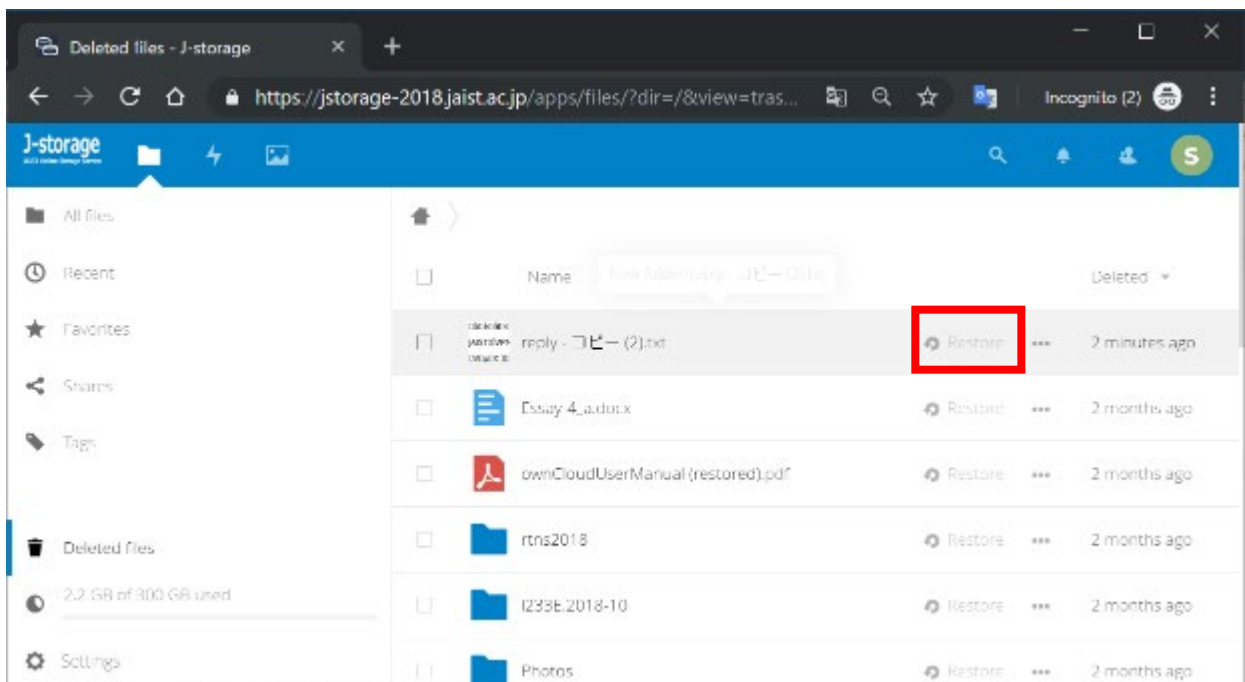 Deleted files - J-storage
https://jstorage-2018.jaist.ac.jp/apps/files/?dir=/&view=tras...
Incognito (2)
J-storage
S
All files
Recent
Favorites
Shares
Tags
Deleted files
2.2 GB of 300 GB used
Settings
Name
Deleted
reply - コピー (2).txt Restore 2 minutes ago
Essay 4_a.docx Restore 2 months ago
ownCloudUserManual (restored).pdf Restore 2 months ago
rtns2018 Restore 2 months ago
I233E.2018-10 Restore 2 months ago
Photos Restore 2 months ago